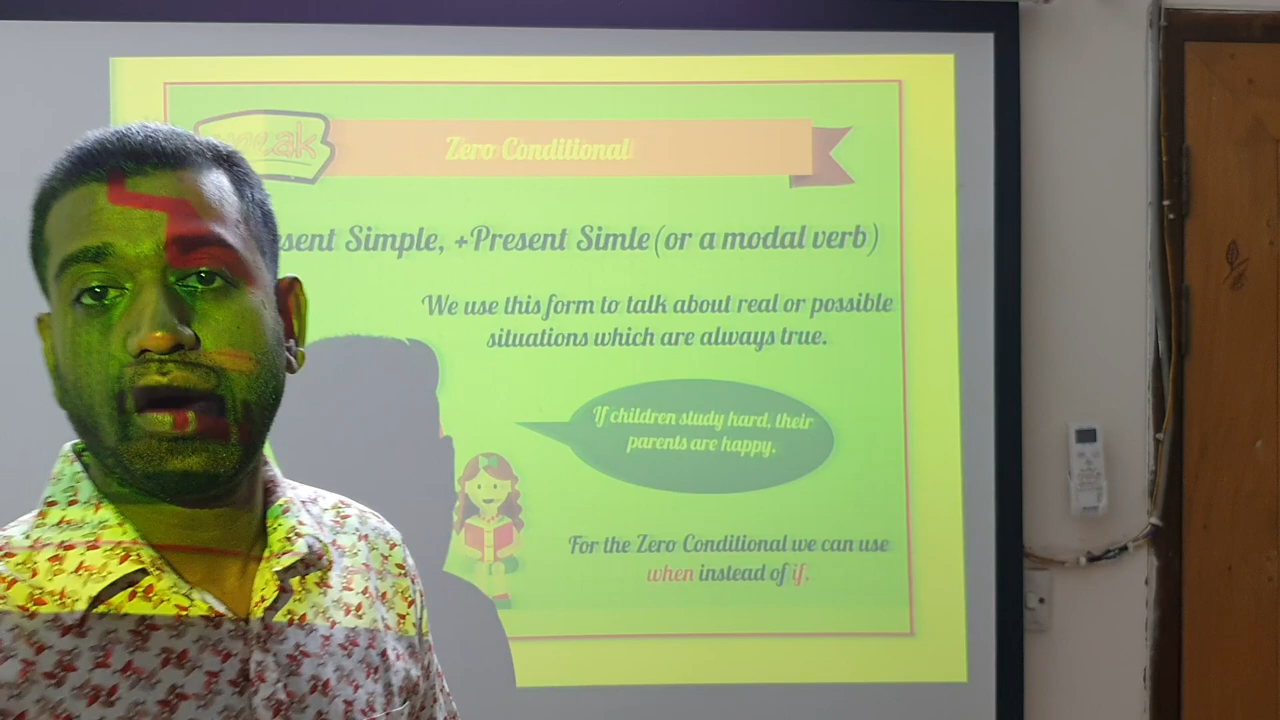 Zero Conditional
Simple, +Present Simle (or a modal verb)
We use this form to talk about real or possible
situations which are always true.
If children study hard, their
parents are happy.
For the Zero Conditional we can use
when instead of if.